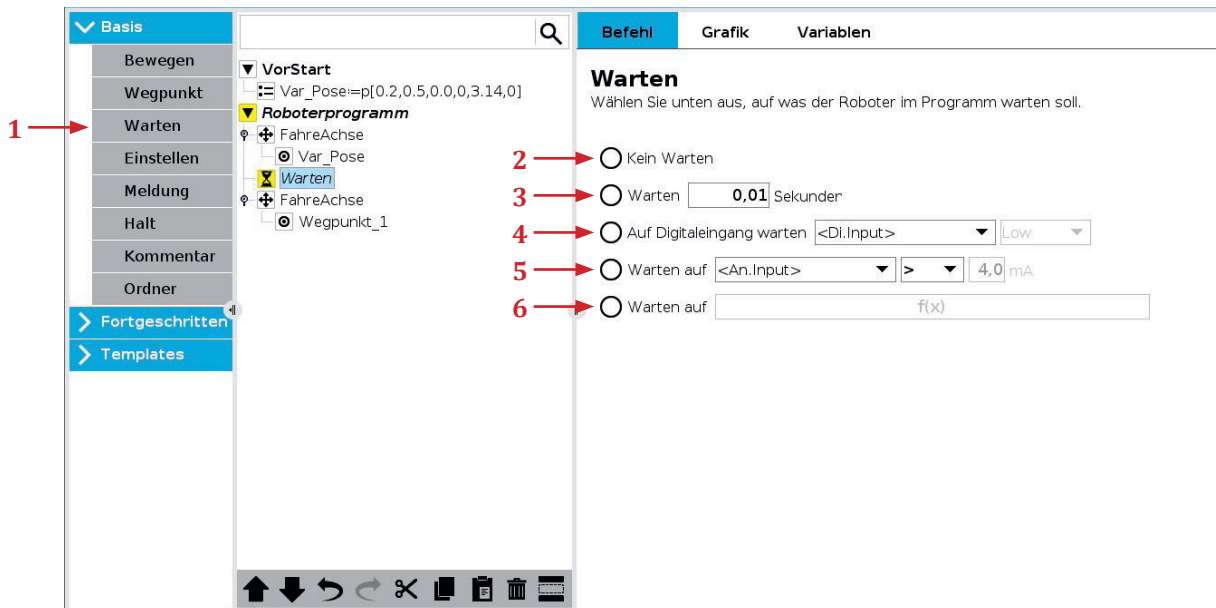 Basis
Bewegen
Wegpunkt
1 Warten
Einstellen
Meldung
Halt
Kommentar
Ordner
Fortgeschritten
Templates
VorStart
Var_Pose:=p[0.2,0.5,0.0,0,3.14,0]
Roboterprogramm
FahreAchse
Var_Pose
Warten
FahreAchse
Wegpunkt_1
Befehl Grafik Variablen
Warten
Wählen Sie unten aus, auf was der Roboter im Programm warten soll.
2 Kein Warten
3 Warten 0,01 Sekunden
4 Auf Digitaleingang warten <Di.Input> Low
5 Warten auf <An.Input> > 4,0 mA
6 Warten auf f(x)